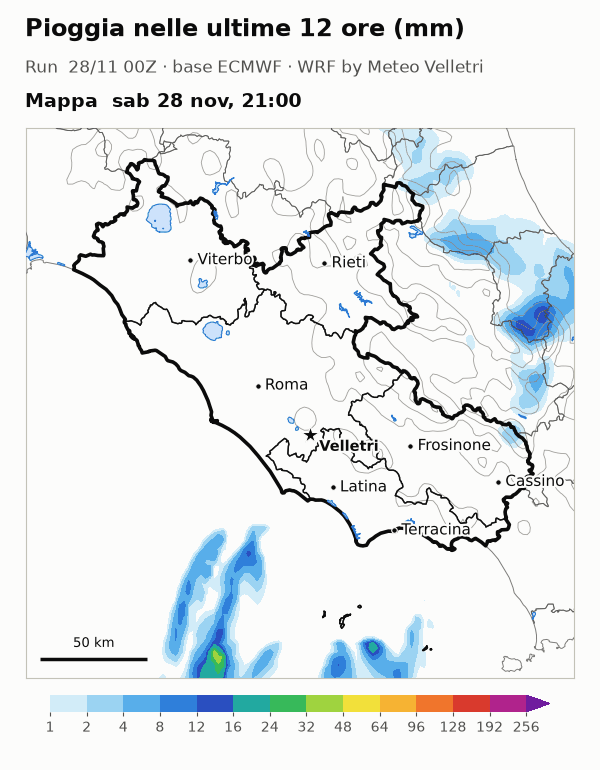 Pioggia nelle ultime 12 ore (mm)
Run  28/11 00Z · base ECMWF · WRF by Meteo Velletri
Mappa  sab 28 nov, 21:00
Viterbo
Rieti
Roma
Velletri
Frosinone
Latina
Cassino
Terracina
50 km
1 2 4 8 12 16 24 32 48 64 96 128 192 256